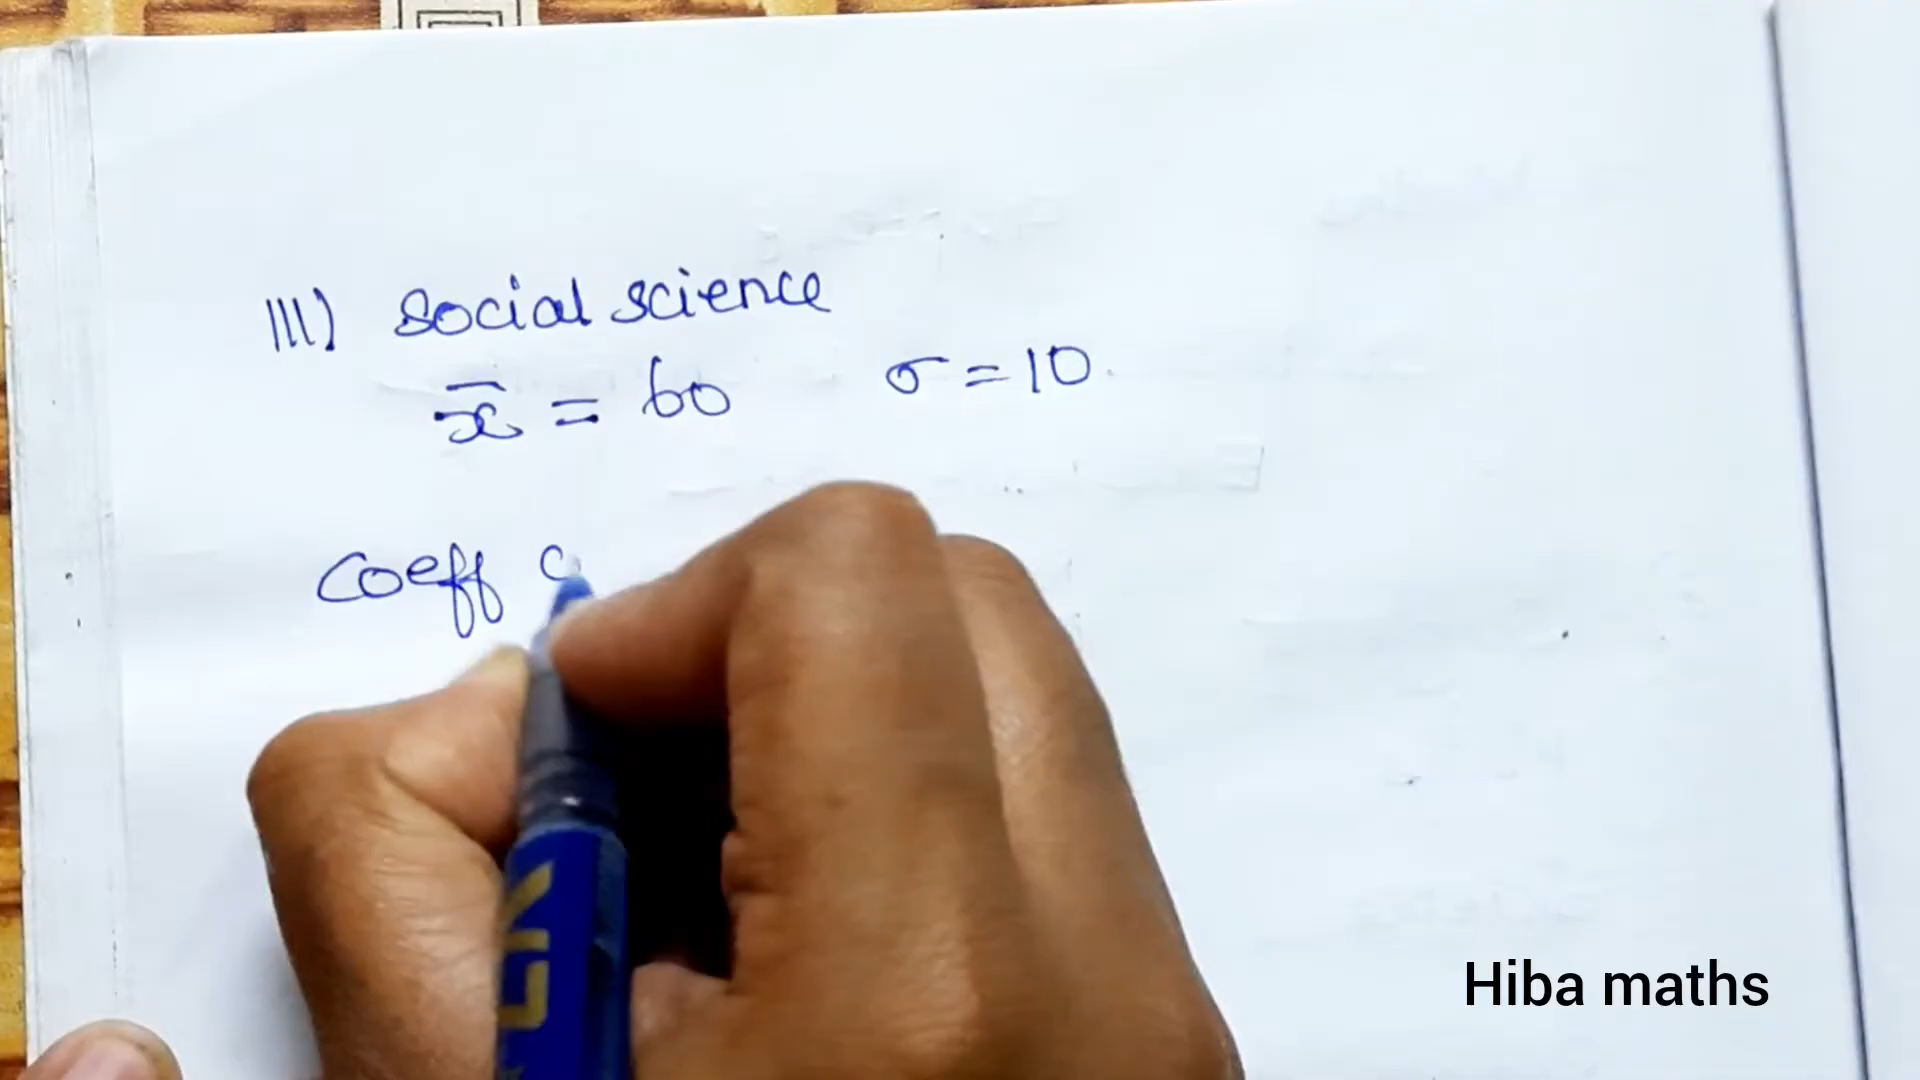 III) Social science
x̄ = 60 σ = 10.
Coeff
Hiba maths